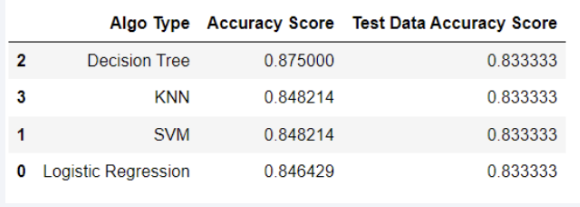 Algo Type Accuracy Score Test Data Accuracy Score
2 Decision Tree 0.875000 0.833333
3 KNN 0.848214 0.833333
1 SVM 0.848214 0.833333
0 Logistic Regression 0.846429 0.833333